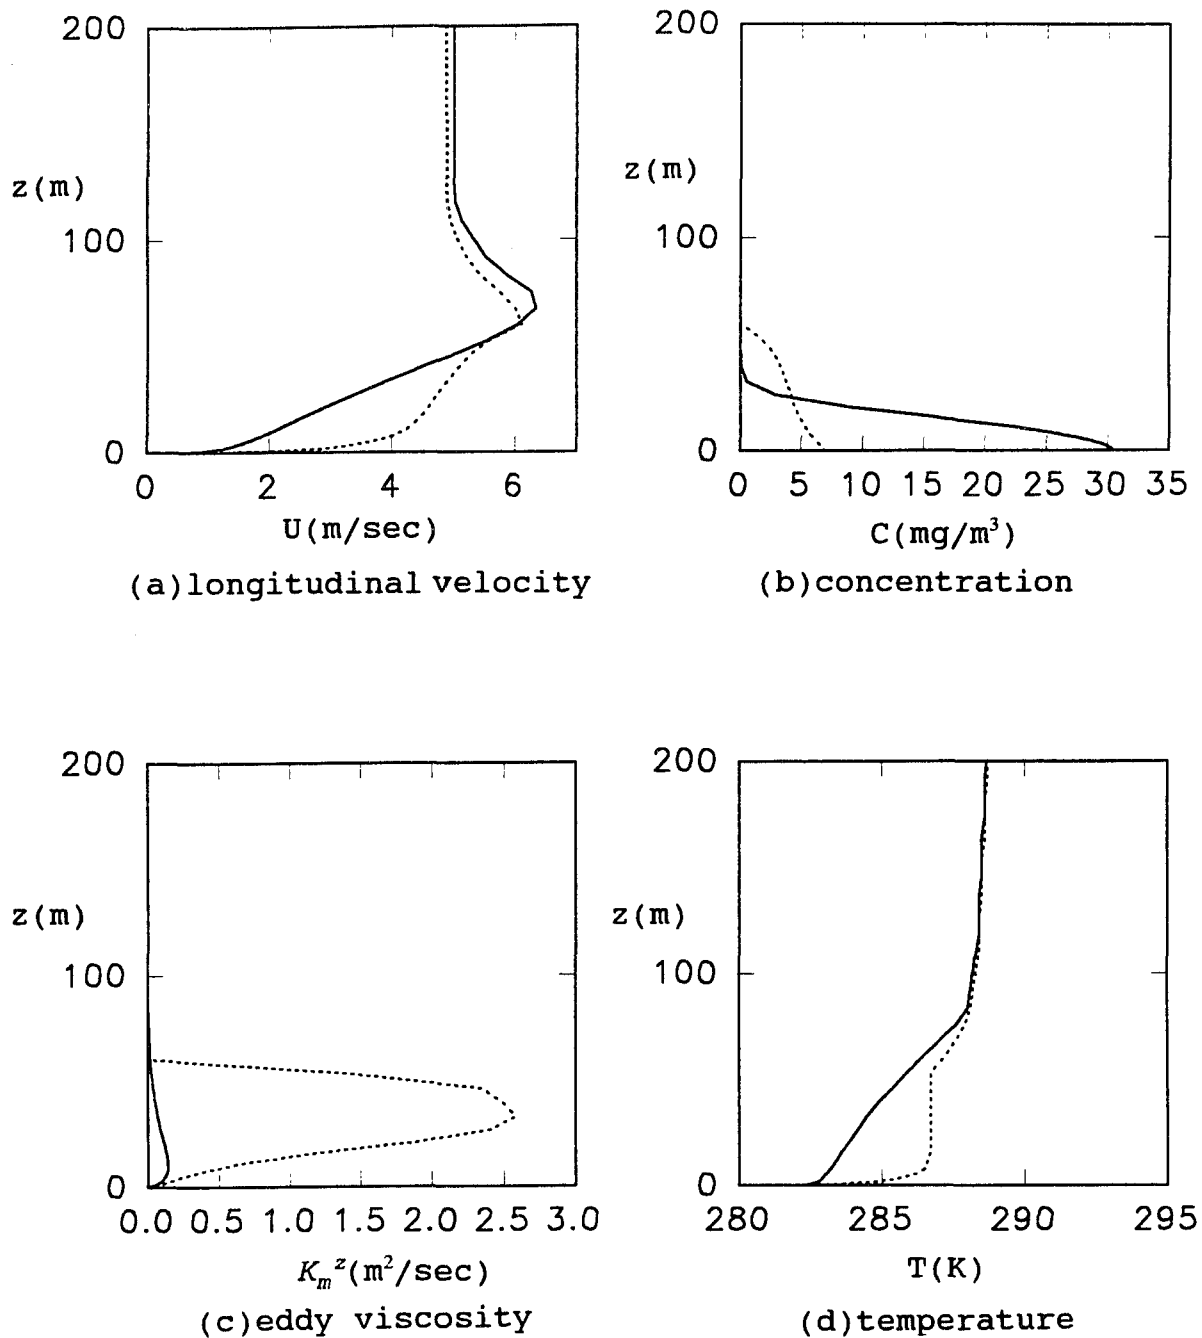 200
z(m)
100
0
0 2 4 6
U(m/sec)
(a)longitudinal velocity
200
z(m)
100
0
0 5 10 15 20 25 30 35
C(mg/m³)
(b)concentration
200
z(m)
100
0
0.0 0.5 1.0 1.5 2.0 2.5 3.0
Kₘᶻ(m²/sec)
(c)eddy viscosity
200
z(m)
100
0
280 285 290 295
T(K)
(d)temperature